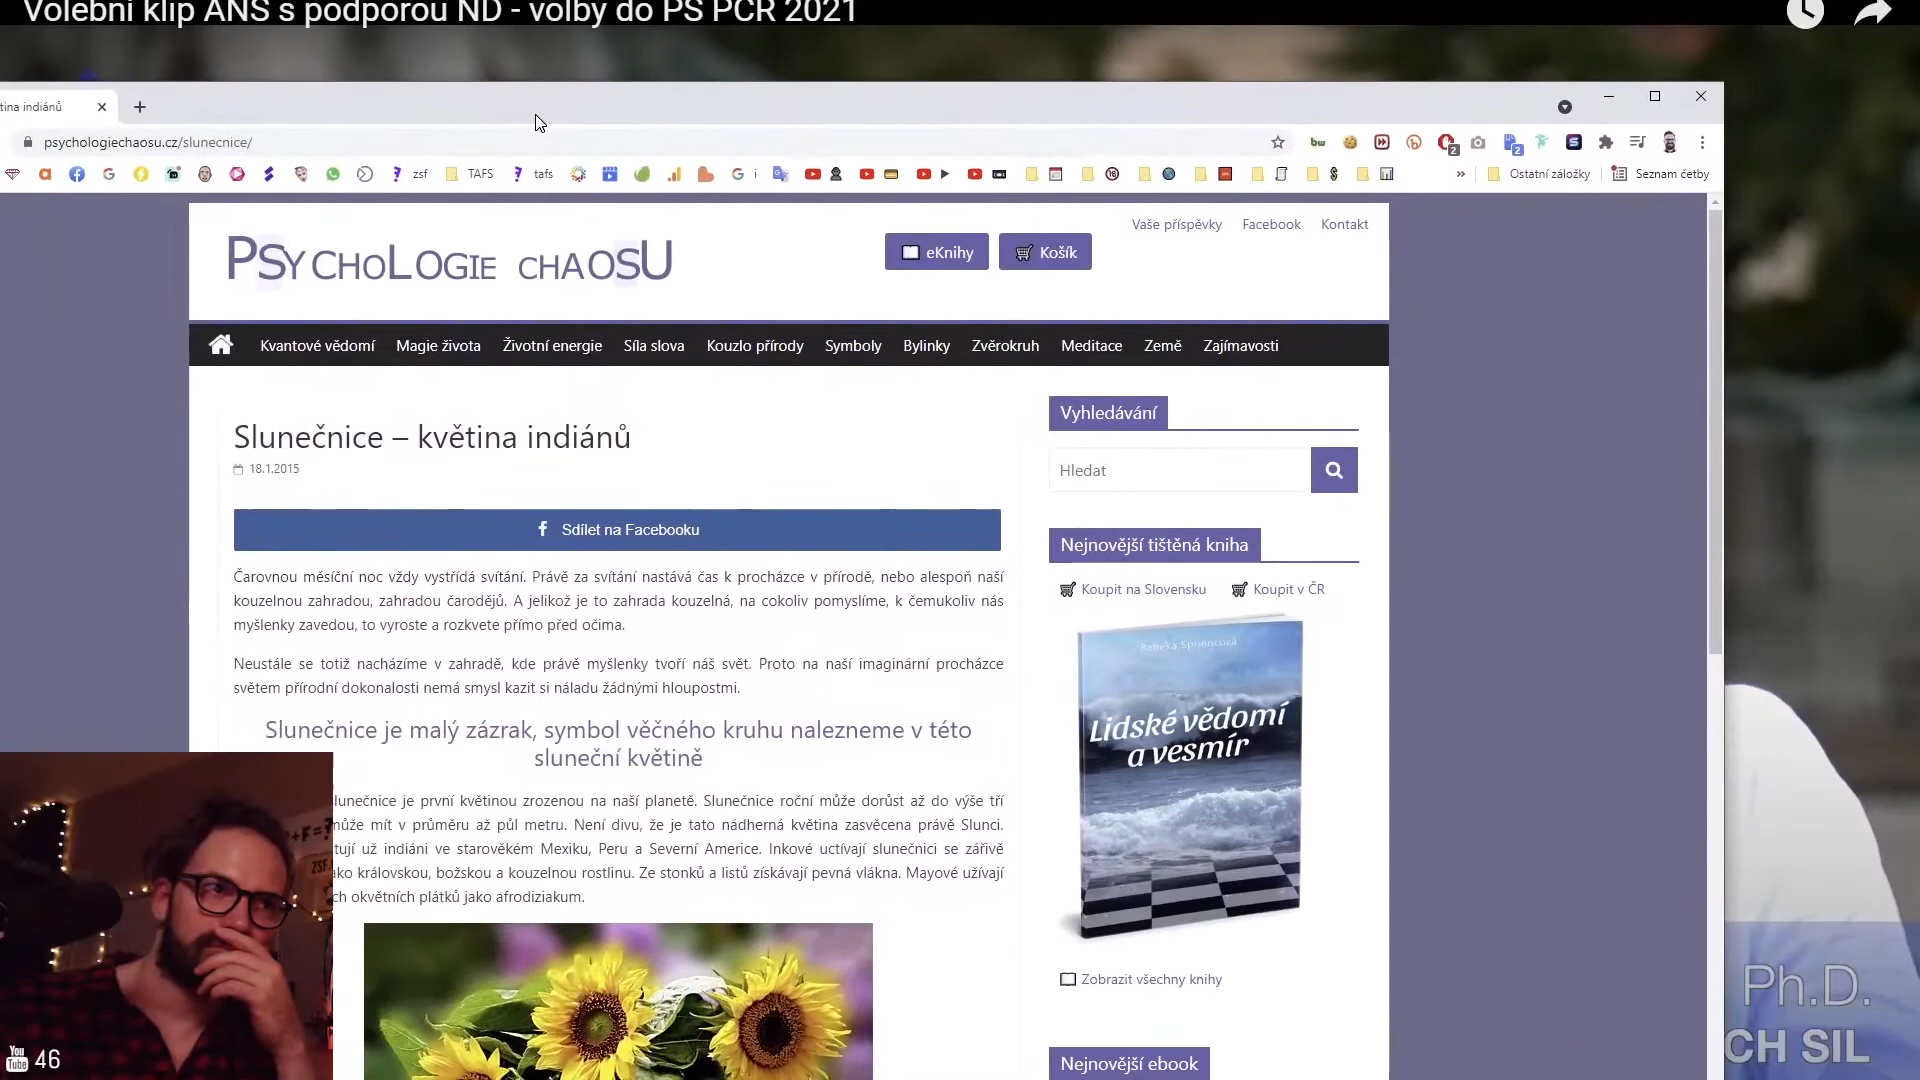 Volební klip ANS s podporou ND - volby do PS PČR 2021
tina indiánů
psychologiechaosu.cz/slunecnice/
zsf
TAFS
tafs
Ostatní záložky
Seznam četby
Vaše příspěvky
Facebook
Kontakt
PSYCHOLOGIE CHAOSU
eKnihy
Košík
Kvantové vědomí
Magie života
Životní energie
Síla slova
Kouzlo přírody
Symboly
Bylinky
Zvěrokruh
Meditace
Země
Zajímavosti
Slunečnice – květina indiánů
18.1.2015
Sdílet na Facebooku
Čarovnou měsíční noc vždy vystřídá svítání. Právě za svítání nastává čas k procházce v přírodě, nebo alespoň naší
kouzelnou zahradou, zahradou čarodějů. A jelikož je to zahrada kouzelná, na cokoliv pomyslíme, k čemukoliv nás
myšlenky zavedou, to vyroste a rozkvete přímo před očima.
Neustále se totiž nacházíme v zahradě, kde právě myšlenky tvoří náš svět. Proto na naší imaginární procházce
světem přírodní dokonalosti nemá smysl kazit si náladu žádnými hloupostmi.
Slunečnice je malý zázrak, symbol věčného kruhu nalezneme v této
sluneční květině
slunečnice je první květinou zrozenou na naší planetě. Slunečnice roční může dorůst až do výše tří
může mít v průměru až půl metru. Není divu, že je tato nádherná květina zasvěcena právě Slunci.
tují už indiáni ve starověkém Mexiku, Peru a Severní Americe. Inkové uctívají slunečnici se zářivě
ako královskou, božskou a kouzelnou rostlinu. Ze stonků a listů získávají pevná vlákna. Mayové užívají
ch okvětních plátků jako afrodiziakum.
Vyhledávání
Hledat
Nejnovější tištěná kniha
Koupit na Slovensku
Koupit v ČR
Lidské vědomí
a vesmír
Zobrazit všechny knihy
Nejnovější ebook
You
Tube
46
Ph.D.
CH SIL